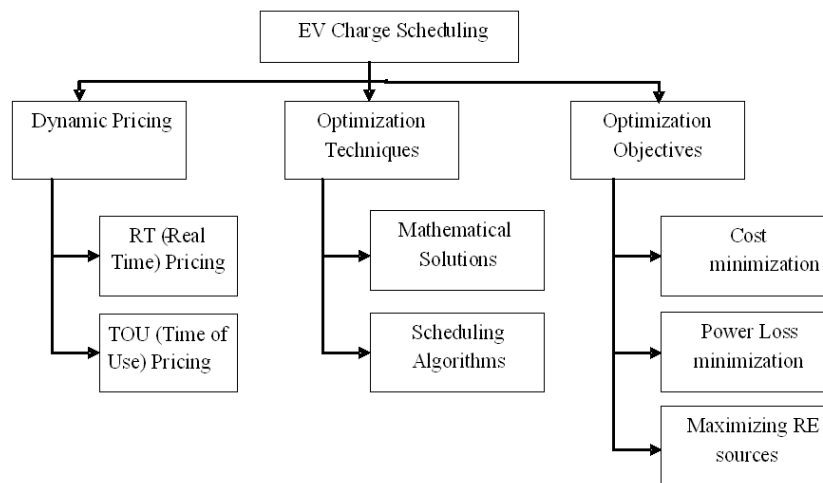 EV Charge Scheduling
Dynamic Pricing
Optimization
Techniques
Optimization
Objectives
RT (Real
Time) Pricing
TOU (Time of
Use) Pricing
Mathematical
Solutions
Scheduling
Algorithms
Cost
minimization
Power Loss
minimization
Maximizing RE
sources